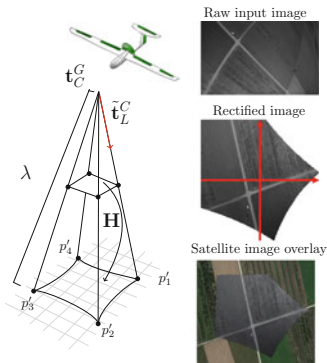 Raw input image
t_C^G
t̃_L^C
Rectified image
λ
H
Satellite image overlay
p'_4
p'_1
p'_3
p'_2